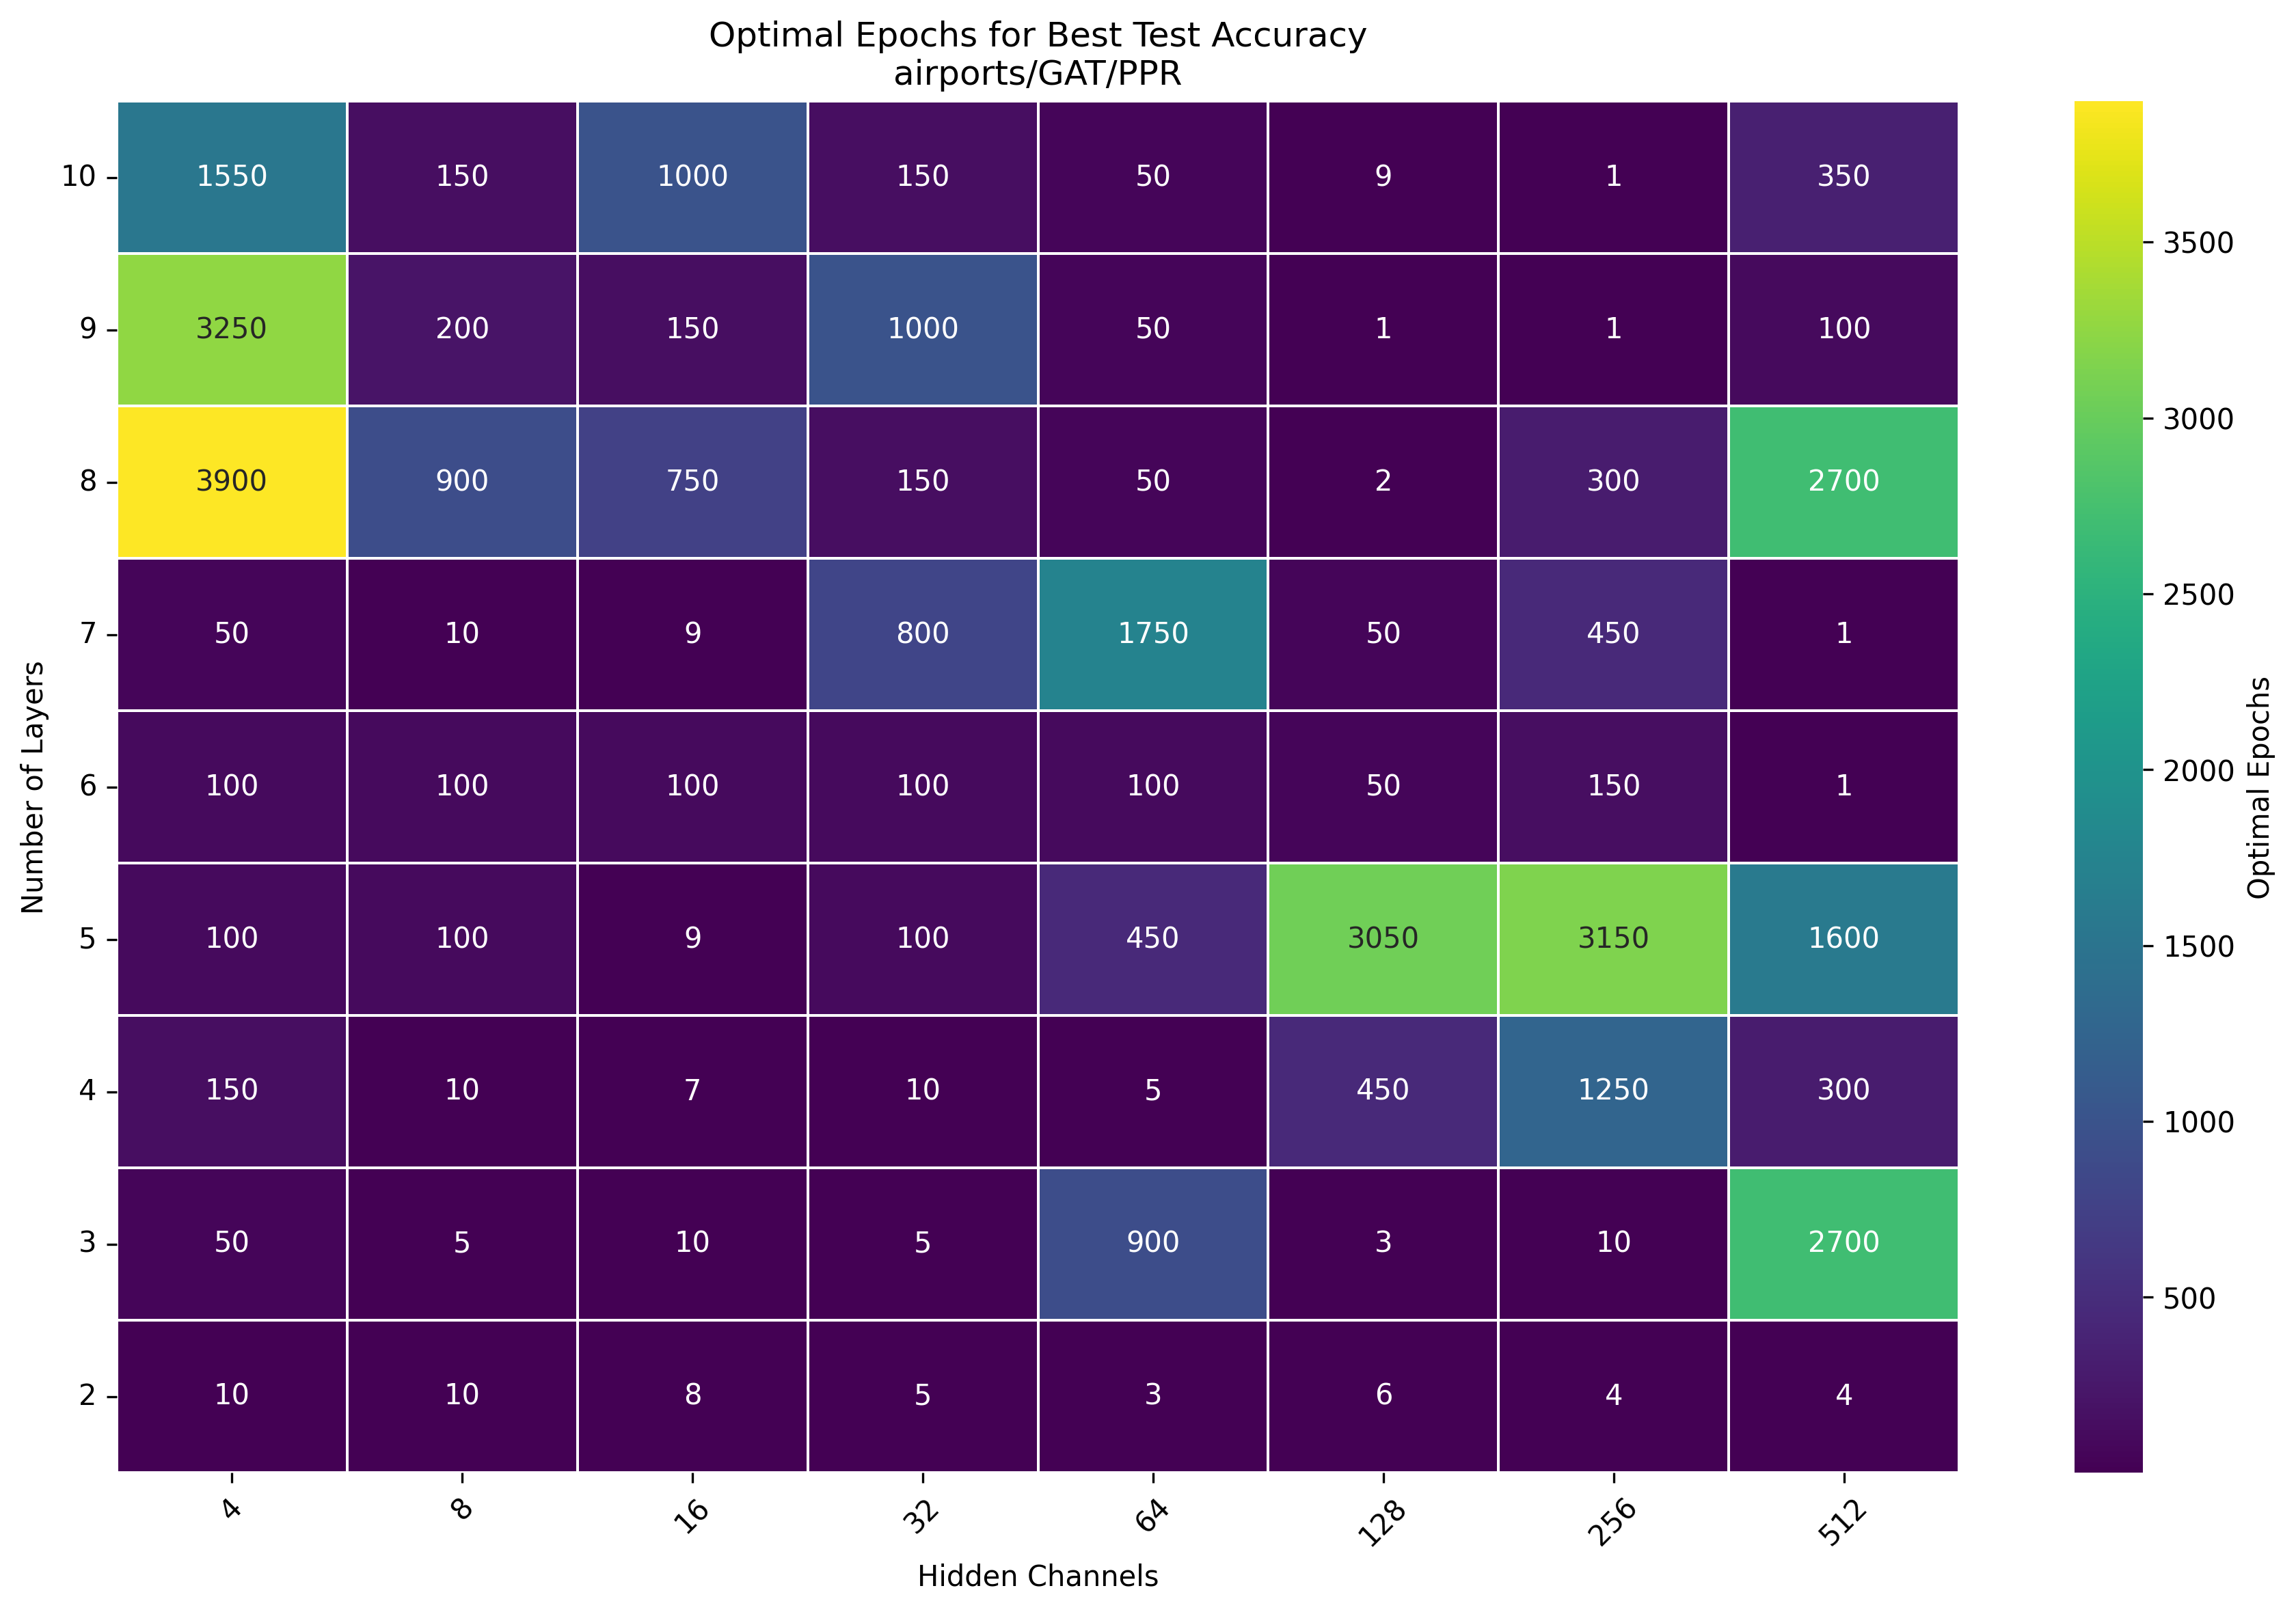 Optimal Epochs for Best Test Accuracy
airports/GAT/PPR
Number of Layers
10 1550 150 1000 150 50 9 1 350
9 3250 200 150 1000 50 1 1 100
8 3900 900 750 150 50 2 300 2700
7 50 10 9 800 1750 50 450 1
6 100 100 100 100 100 50 150 1
5 100 100 9 100 450 3050 3150 1600
4 150 10 7 10 5 450 1250 300
3 50 5 10 5 900 3 10 2700
2 10 10 8 5 3 6 4 4
4 8 16 32 64 128 256 512
Hidden Channels
3500
3000
2500
2000
1500
1000
500
Optimal Epochs